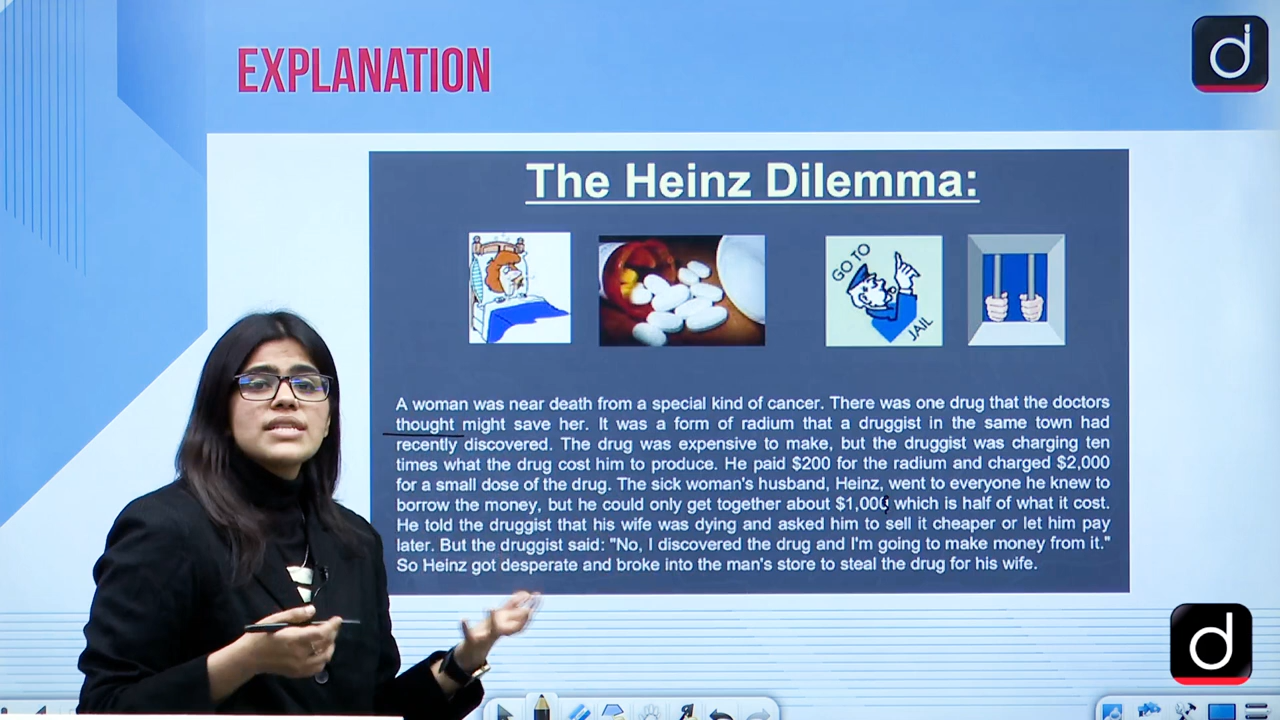 EXPLANATION
d
The Heinz Dilemma:
GO TO
JAIL
A woman was near death from a special kind of cancer. There was one drug that the doctors
thought might save her. It was a form of radium that a druggist in the same town had
recently discovered. The drug was expensive to make, but the druggist was charging ten
times what the drug cost him to produce. He paid $200 for the radium and charged $2,000
for a small dose of the drug. The sick woman's husband, Heinz, went to everyone he knew to
borrow the money, but he could only get together about $1,000 which is half of what it cost.
He told the druggist that his wife was dying and asked him to sell it cheaper or let him pay
later. But the druggist said: "No, I discovered the drug and I'm going to make money from it."
So Heinz got desperate and broke into the man's store to steal the drug for his wife.
d